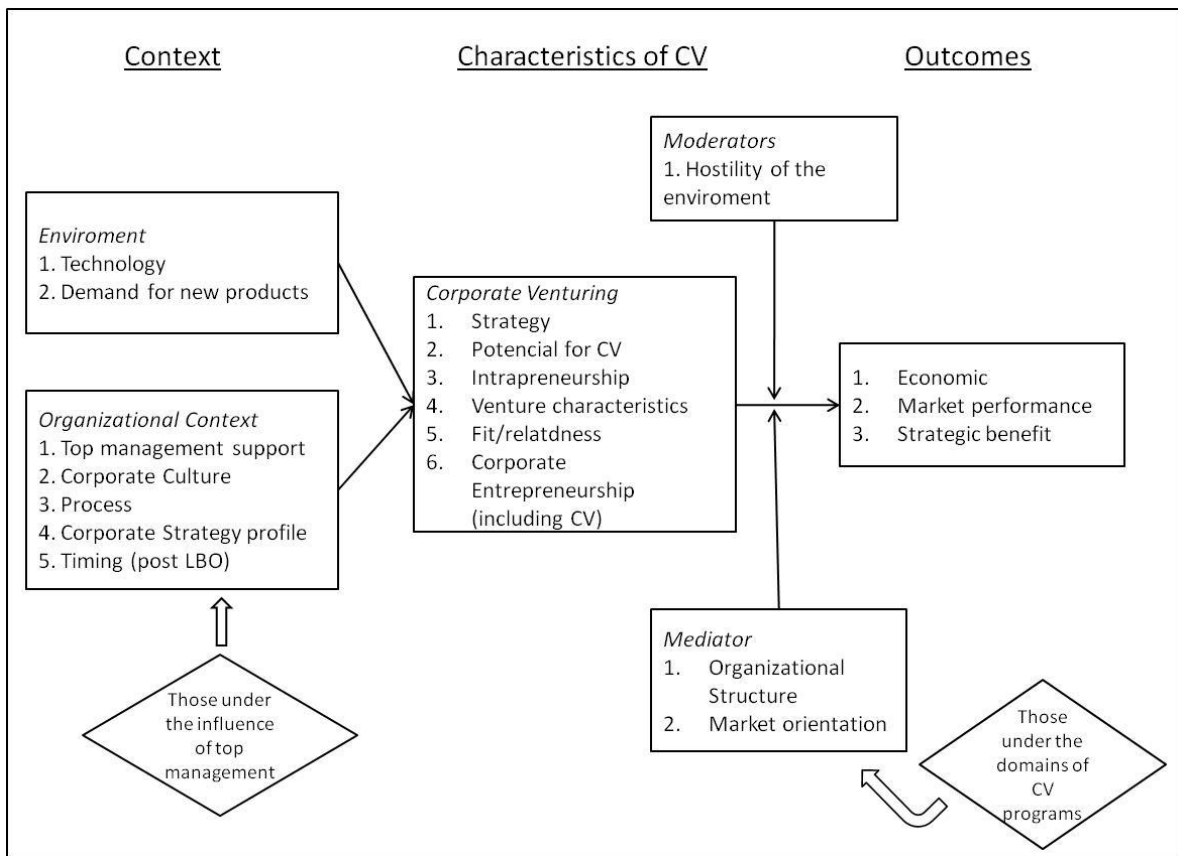 Context
Characteristics of CV
Outcomes
Enviroment
1. Technology
2. Demand for new products
Organizational Context
1. Top management support
2. Corporate Culture
3. Process
4. Corporate Strategy profile
5. Timing (post LBO)
Those under
the influence
of top
management
Corporate Venturing
1. Strategy
2. Potencial for CV
3. Intrapreneurship
4. Venture characteristics
5. Fit/relatdness
6. Corporate
Entrepreneurship
(including CV)
Moderators
1. Hostility of the
enviroment
Mediator
1. Organizational
Structure
2. Market orientation
1. Economic
2. Market performance
3. Strategic benefit
Those
under the
domains of
CV
programs